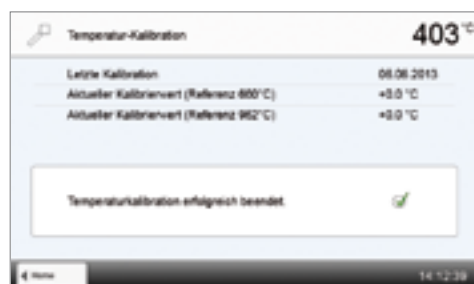 Temperatur-Kalibration 403 °C
Letzte Kalibration 06.06.2013
Aktueller Kalibrierwert (Referenz 660°C) +0.0 °C
Aktueller Kalibrierwert (Referenz 962°C) +0.0 °C
Temperaturkalibration erfolgreich beendet.
Home 14:12:39